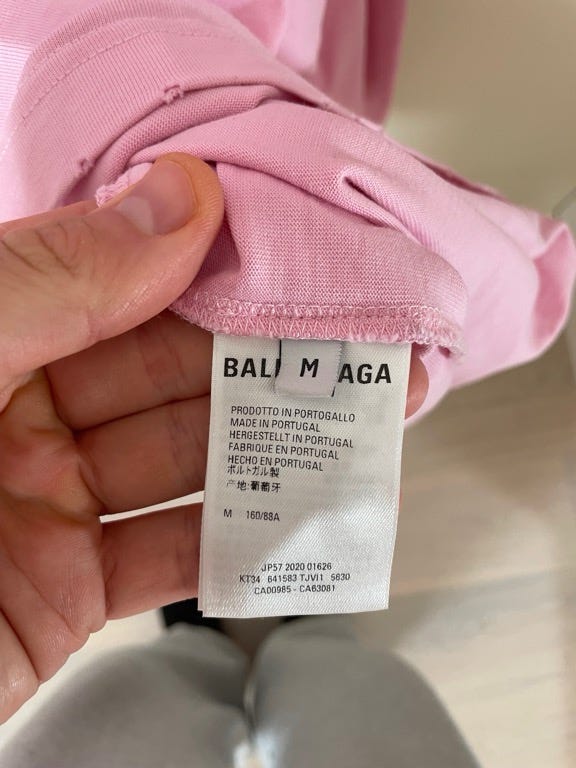 BAL M AGA
PRODOTTO IN PORTOGALLO
MADE IN PORTUGAL
HERGESTELLT IN PORTUGAL
FABRIQUE EN PORTUGAL
HECHO EN PORTUGAL
ポルトガル製
产地:葡萄牙
M 160/88A
JP57 2020 01626
KT34 641583 TJVI1 5630
CA00985 - CA63081